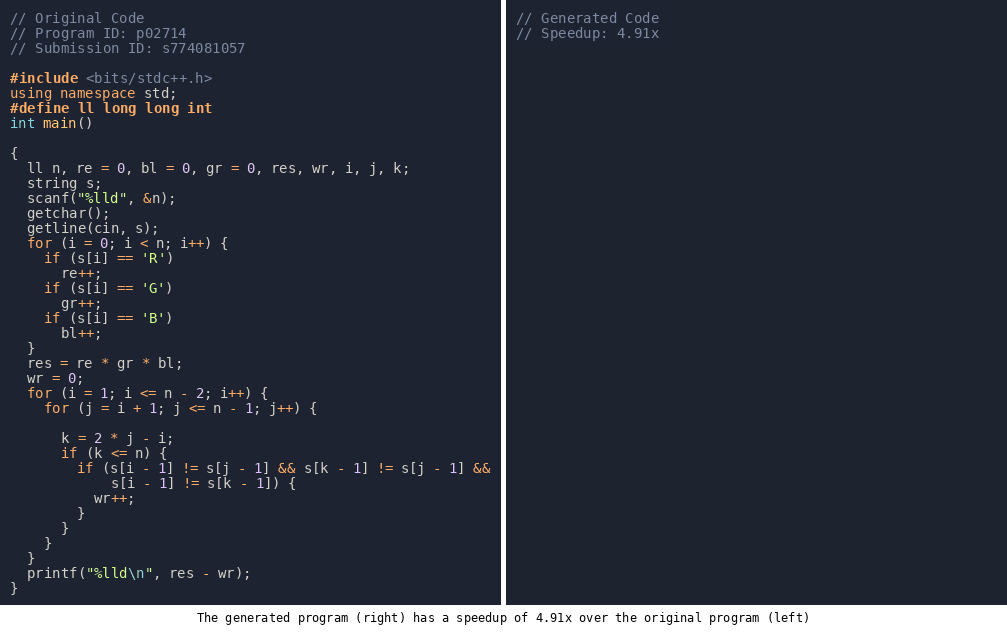 // Original Code
// Program ID: p02714
// Submission ID: s774081057
#include <bits/stdc++.h>
using namespace std;
#define ll long long int
int main()
{
  ll n, re = 0, bl = 0, gr = 0, res, wr, i, j, k;
  string s;
  scanf("%lld", &n);
  getchar();
  getline(cin, s);
  for (i = 0; i < n; i++) {
    if (s[i] == 'R')
      re++;
    if (s[i] == 'G')
      gr++;
    if (s[i] == 'B')
      bl++;
  }
  res = re * gr * bl;
  wr = 0;
  for (i = 1; i <= n - 2; i++) {
    for (j = i + 1; j <= n - 1; j++) {
      k = 2 * j - i;
      if (k <= n) {
        if (s[i - 1] != s[j - 1] && s[k - 1] != s[j - 1] &&
            s[i - 1] != s[k - 1]) {
          wr++;
        }
      }
    }
  }
  printf("%lld\n", res - wr);
}
// Generated Code
// Speedup: 4.91x
The generated program (right) has a speedup of 4.91x over the original program (left)